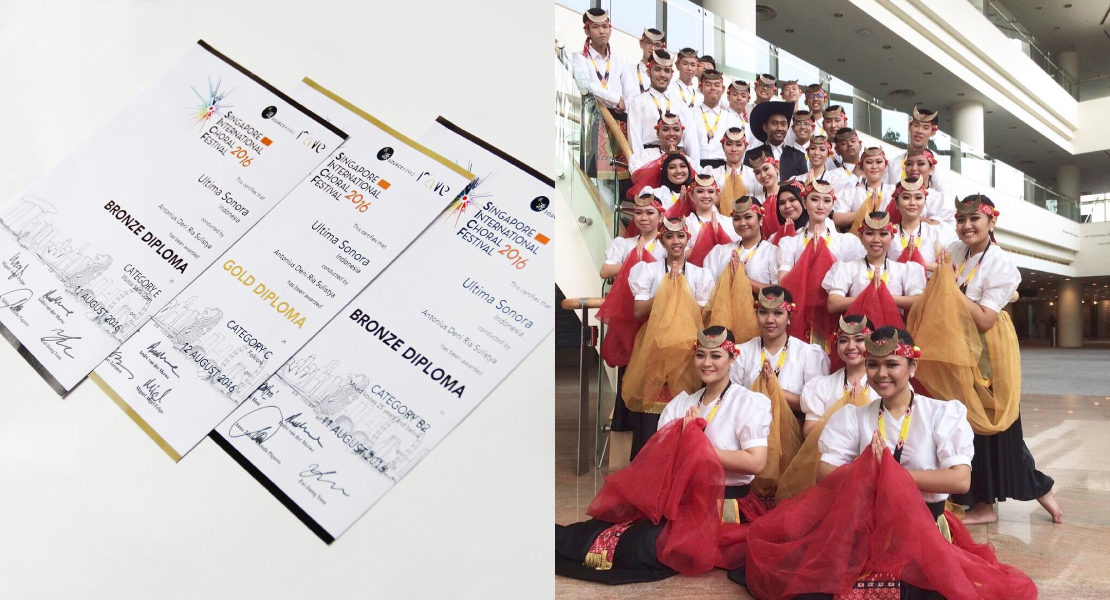 SINGAPORE
INTERNATIONAL
CHORAL
FESTIVAL 2016
This certifies that
Ultima Sonora
Indonesia
conducted by
Antonius Deni Ria Sulistya
has been awarded
BRONZE DIPLOMA
in
CATEGORY E
11 AUGUST 2016
rave
SINGAPORE
INTERNATIONAL
CHORAL
FESTIVAL 2016
This certifies that
Ultima Sonora
Indonesia
conducted by
Antonius Deni Ria Sulistya
has been awarded
GOLD DIPLOMA
in
CATEGORY C
Folklore
12 AUGUST 2016
rave
SINGAPORE
INTERNATIONAL
CHORAL
FESTIVAL 2016
This certifies that
Ultima Sonora
Indonesia
conducted by
Antonius Deni Ria Sulistya
has been awarded
BRONZE DIPLOMA
in
CATEGORY B2
11 AUGUST 2016